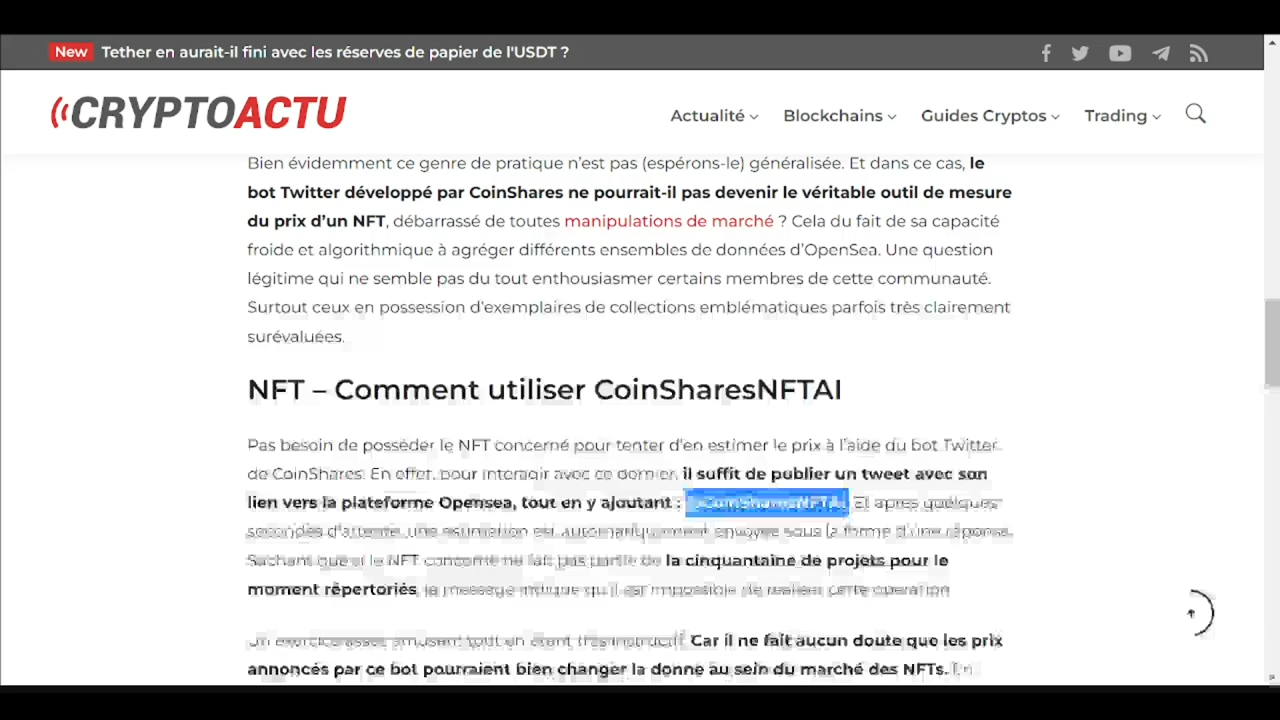 New Tether en aurait-il fini avec les réserves de papier de l'USDT ?
CRYPTOACTU
Actualité Blockchains Guides Cryptos Trading
Bien évidemment ce genre de pratique n'est pas (espérons-le) généralisée. Et dans ce cas, le
bot Twitter développé par CoinShares ne pourrait-il pas devenir le véritable outil de mesure
du prix d'un NFT, débarrassé de toutes manipulations de marché ? Cela du fait de sa capacité
froide et algorithmique à agréger différents ensembles de données d'OpenSea. Une question
légitime qui ne semble pas du tout enthousiasmer certains membres de cette communauté.
Surtout ceux en possession d'exemplaires de collections emblématiques parfois très clairement
surévaluées.
NFT – Comment utiliser CoinSharesNFTAI
Pas besoin de posséder le NFT concerné pour tenter d'en estimer le prix à l'aide du bot Twitter
de CoinShares. En effet, pour interagir avec ce dernier, il suffit de publier un tweet avec son
lien vers la plateforme Opensea, tout en y ajoutant : @CoinSharesNFTAI. Et après quelques
secondes d'attente, une estimation est automatiquement envoyée sous la forme d'une réponse.
Sachant que si le NFT concerné ne fait pas partie de la cinquantaine de projets pour le
moment répertoriés, le message indique qu'il est impossible de réaliser cette opération
Un exercice assez amusant tout en étant très instructif. Car il ne fait aucun doute que les prix
annoncés par ce bot pourraient bien changer la donne au sein du marché des NFTs.